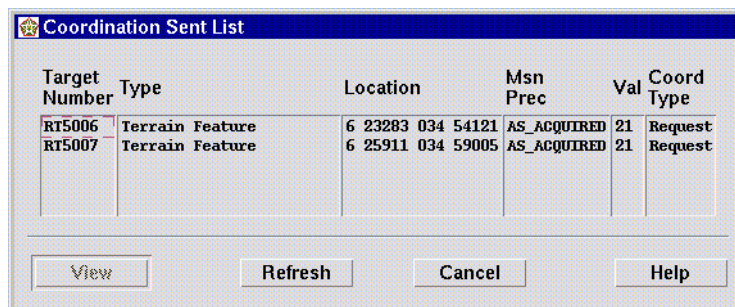 Coordination Sent List
Target Number Type Location Msn Prec Val Coord Type
RT5006 Terrain Feature 6 23283 034 54121 AS_ACQUIRED 21 Request
RT5007 Terrain Feature 6 25911 034 59005 AS_ACQUIRED 21 Request
View Refresh Cancel Help